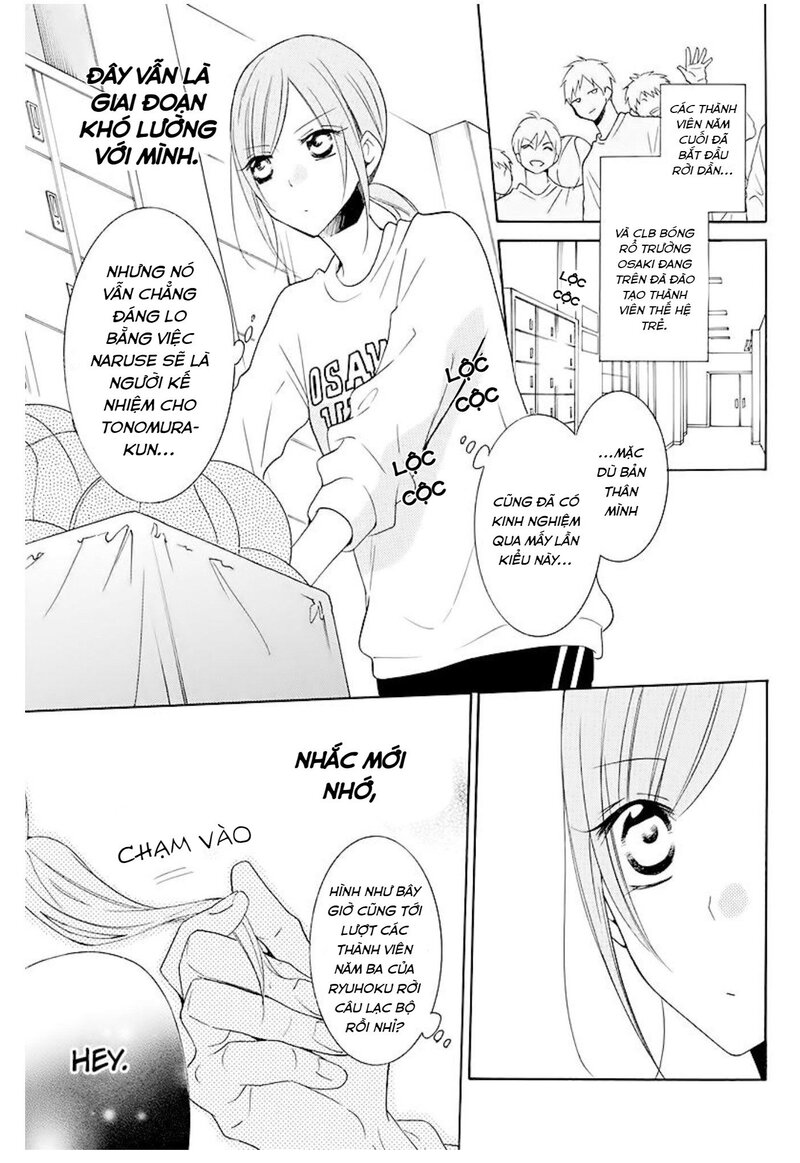 CÁC THÀNH
VIÊN NĂM
CUỐI ĐÃ
BẮT ĐẦU
RỜI DẦN...
VÀ CLB BÓNG
RỔ TRƯỜNG
OSAKI ĐANG
TRÊN ĐÀ ĐÀO
TẠO THÀNH
VIÊN THẾ HỆ
TRẺ.
LỘC
CỘC
...MẶC
DÙ BẢN
THÂN
MÌNH
CŨNG ĐÃ CÓ
KINH NGHIỆM
QUA MẤY LẦN
KIỂU NÀY...
ĐÂY VẪN LÀ
GIAI ĐOẠN
KHÓ LƯỜNG
VỚI MÌNH.
LỘC
CỘC
LỘC
CỘC
OSAK
NHƯNG NÓ
VẪN CHẲNG
ĐÁNG LO
BẰNG VIỆC
NARUSE SẼ LÀ
NGƯỜI KẾ
NHIỆM CHO
TONOMURA-
KUN...
NHẮC MỚI
NHỚ,
HÌNH NHƯ BÂY
GIỜ CŨNG TỚI
LƯỢT CÁC
THÀNH VIÊN
NĂM BA CỦA
RYUHOKU RỜI
CÂU LẠC BỘ
RỒI NHỈ?
CHẠM VÀO
HEY.